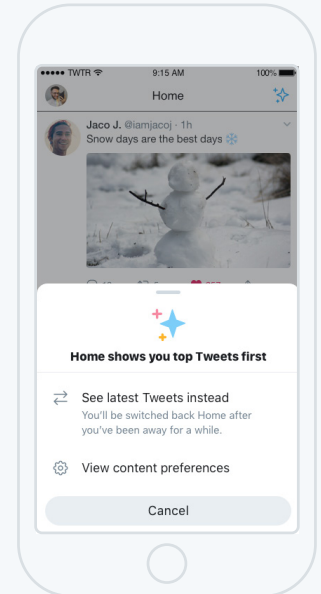 TWTR
9:15 AM
100%
Home
Jaco J. @iamjacoj · 1h
Snow days are the best days ❄️
Home shows you top Tweets first
See latest Tweets instead
You'll be switched back Home after
you've been away for a while.
View content preferences
Cancel